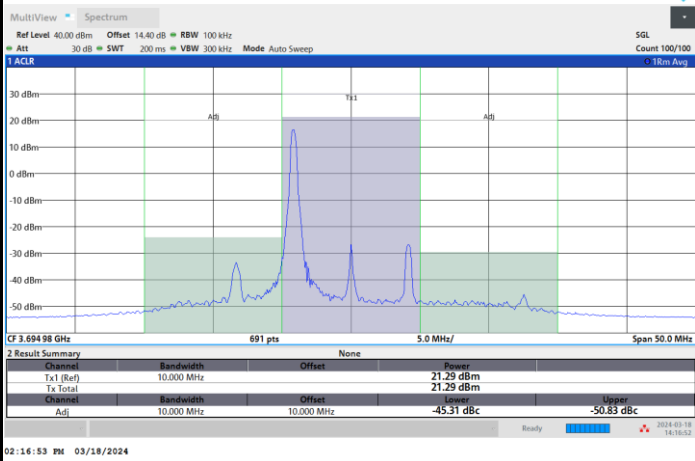 MultiView Spectrum
Ref Level 40.00 dBm Offset 14.40 dB RBW 100 kHz SGL
Att 30 dB SWT 200 ms VBW 300 kHz Mode Auto Sweep Count 100/100
1 ACLR 1Rm Avg
30 dBm
Tx1
20 dBm
Adj Adj
10 dBm
0 dBm
-10 dBm
-20 dBm
-30 dBm
-40 dBm
-50 dBm
CF 3.694 98 GHz 691 pts 5.0 MHz/ Span 50.0 MHz
2 Result Summary None
Channel Bandwidth Offset Power
Tx1 (Ref) 10.000 MHz 21.29 dBm
Tx Total 21.29 dBm
Channel Bandwidth Offset Lower Upper
Adj 10.000 MHz 10.000 MHz -45.31 dBc -50.83 dBc
Ready 2024-03-18
14:16:52
02:16:53 PM 03/18/2024